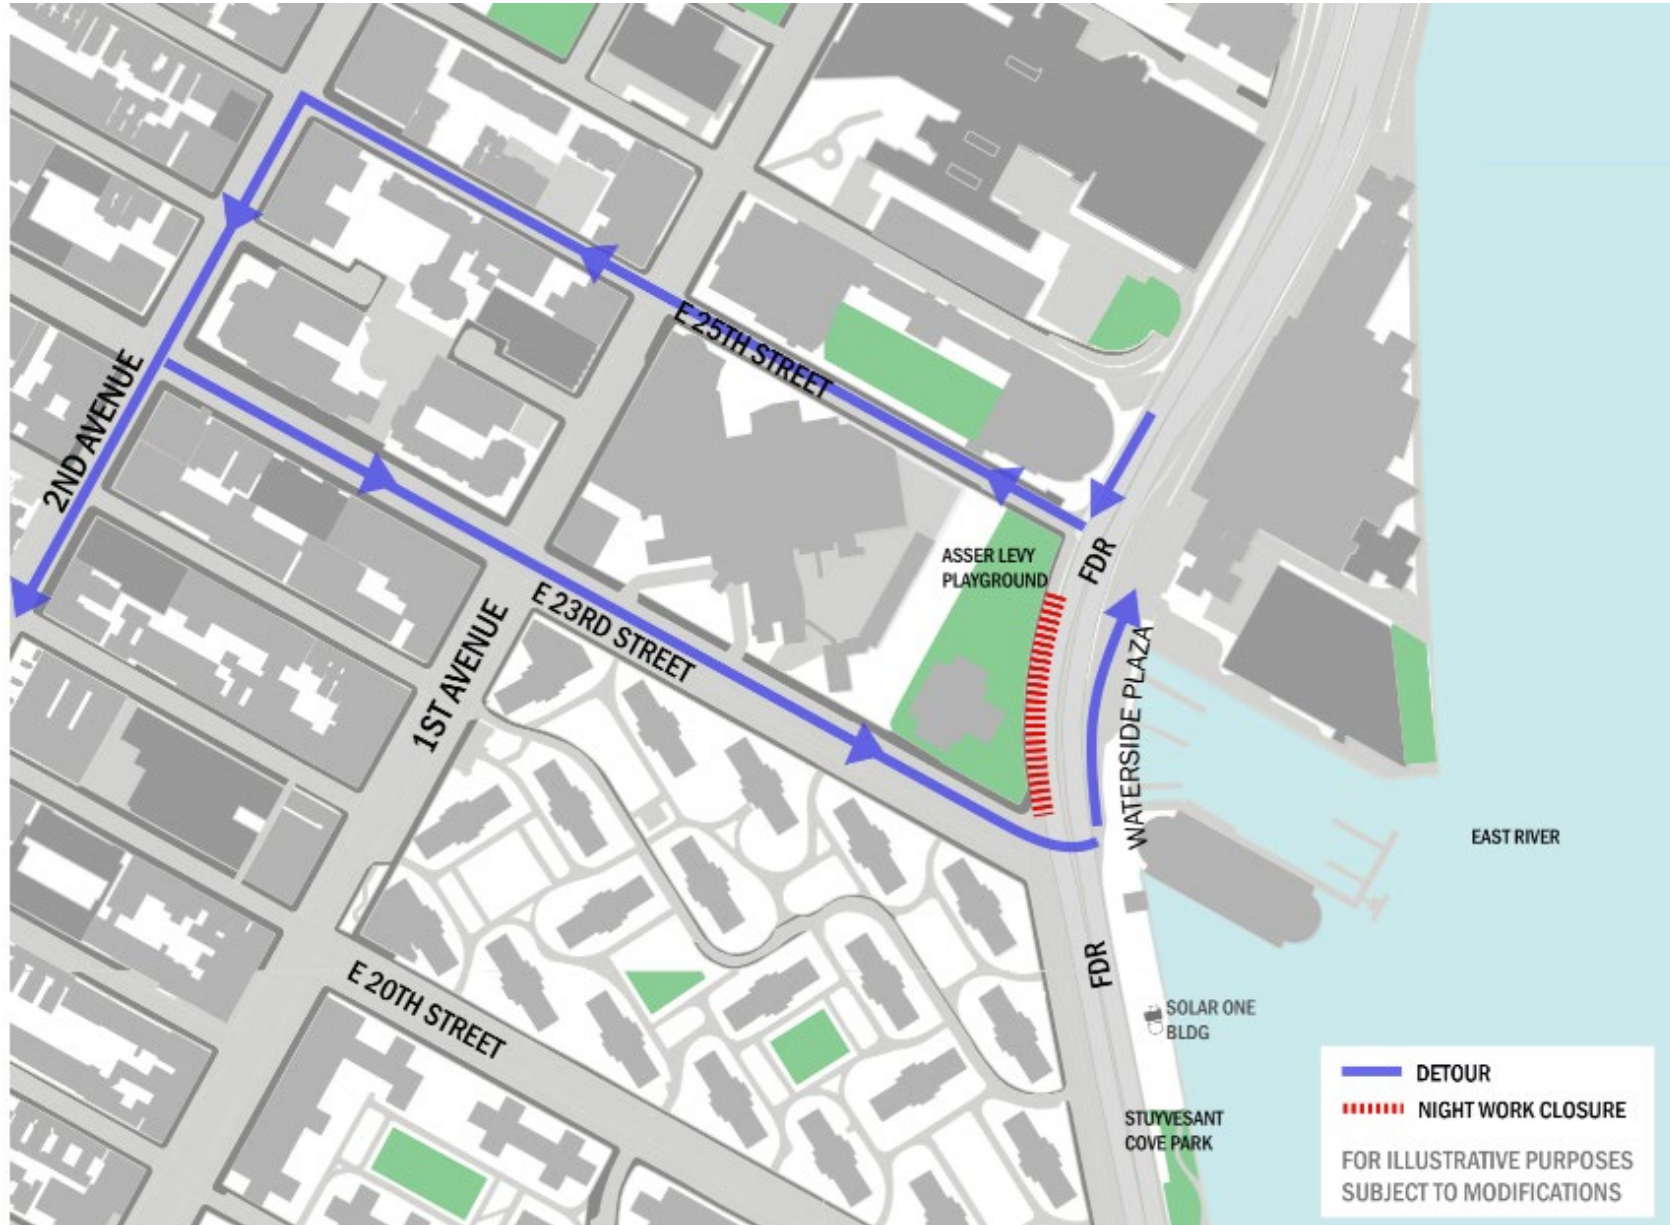 E 25TH STREET
2ND AVENUE
ASSER LEVY
PLAYGROUND
FDR
E 23RD STREET
1ST AVENUE
WATERSIDE PLAZA
EAST RIVER
FDR
E 20TH STREET
SOLAR ONE
BLDG
STUYVESANT
COVE PARK
DETOUR
NIGHT WORK CLOSURE
FOR ILLUSTRATIVE PURPOSES
SUBJECT TO MODIFICATIONS